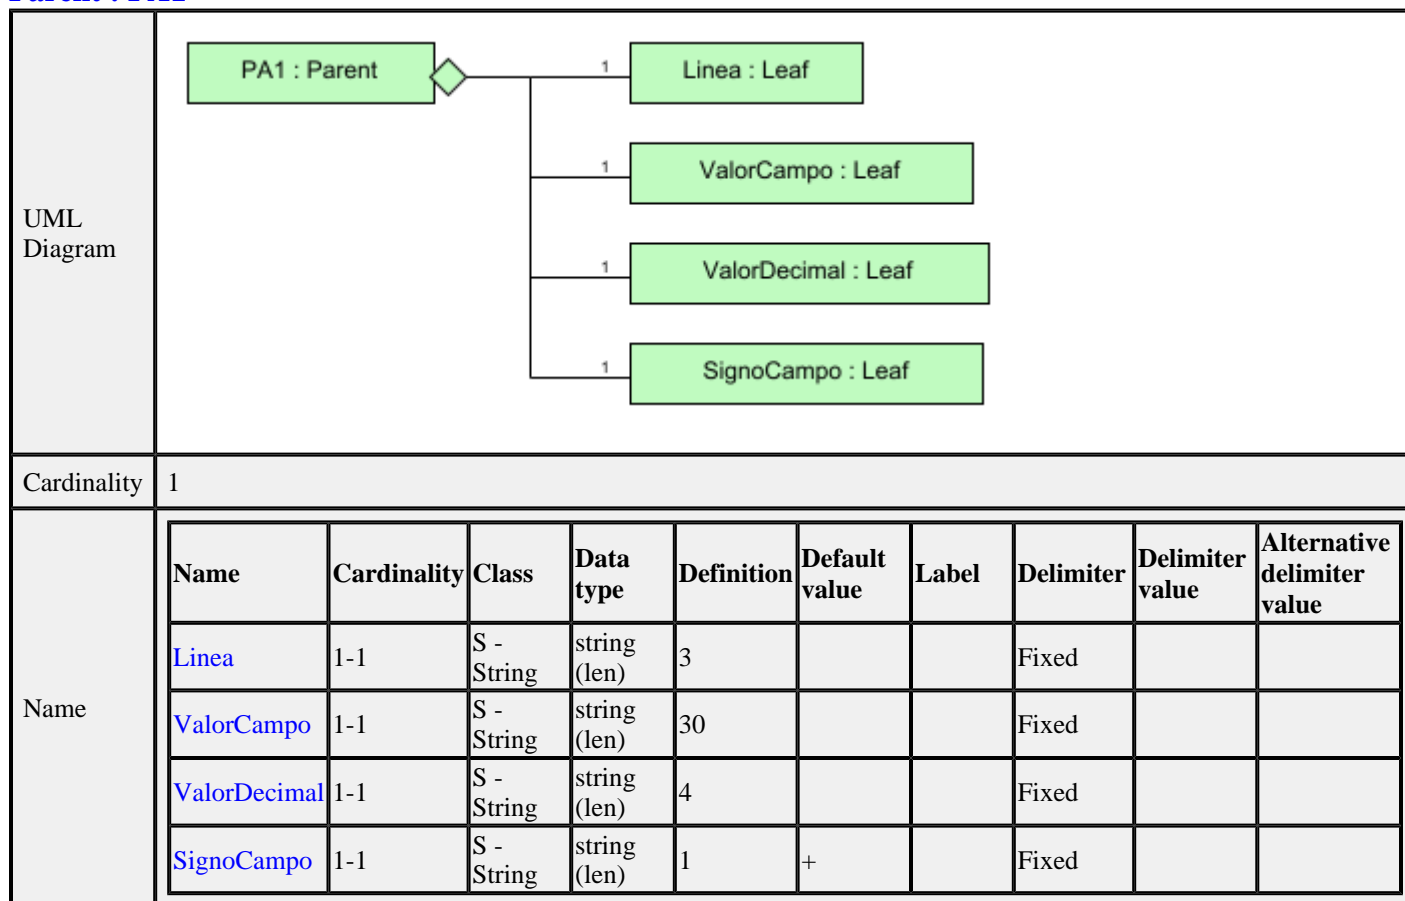 UML
Diagram
PA1 : Parent
1
Linea : Leaf
1
ValorCampo : Leaf
1
ValorDecimal : Leaf
1
SignoCampo : Leaf
Cardinality 1
Name
Name Cardinality Class Data type Definition Default value Label Delimiter Delimiter value Alternative delimiter value
Linea 1-1 S - String string (len) 3 Fixed
ValorCampo 1-1 S - String string (len) 30 Fixed
ValorDecimal 1-1 S - String string (len) 4 Fixed
SignoCampo 1-1 S - String string (len) 1 + Fixed